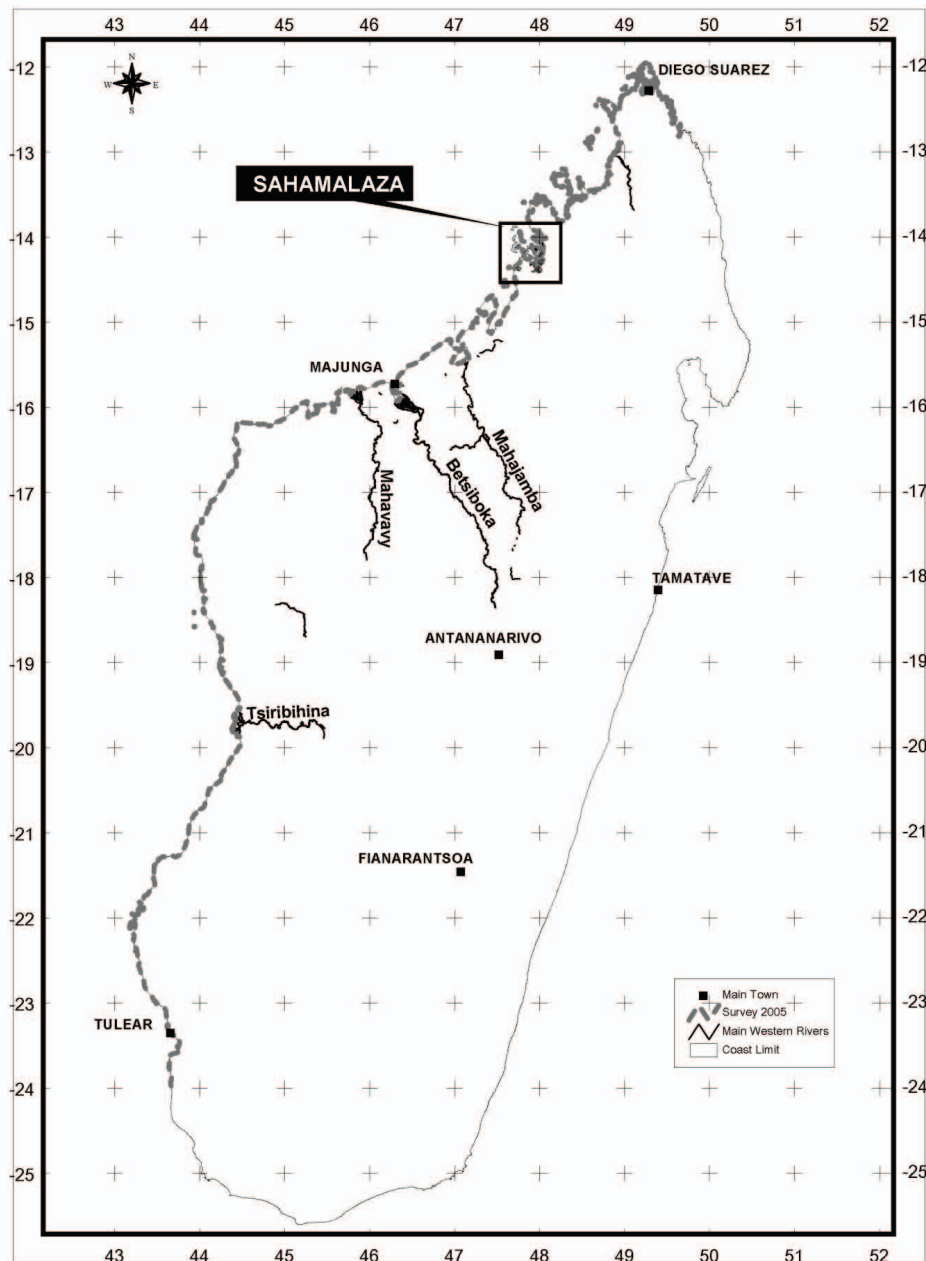 43 44 45 46 47 48 49 50 51 52
-12 -12
N
W E
S
DIEGO SUAREZ
-13 -13
SAHAMALAZA
-14 -14
-15 -15
MAJUNGA
-16 -16
Mahavavy
Betsiboka
Mahajamba
-17 -17
-18 -18
TAMATAVE
ANTANANARIVO
-19 -19
Tsiribihina
-20 -20
-21 -21
FIANARANTSOA
-22 -22
-23 -23
Main Town
Survey 2005
Main Western Rivers
Coast Limit
TULEAR
-24 -24
-25 -25
43 44 45 46 47 48 49 50 51 52